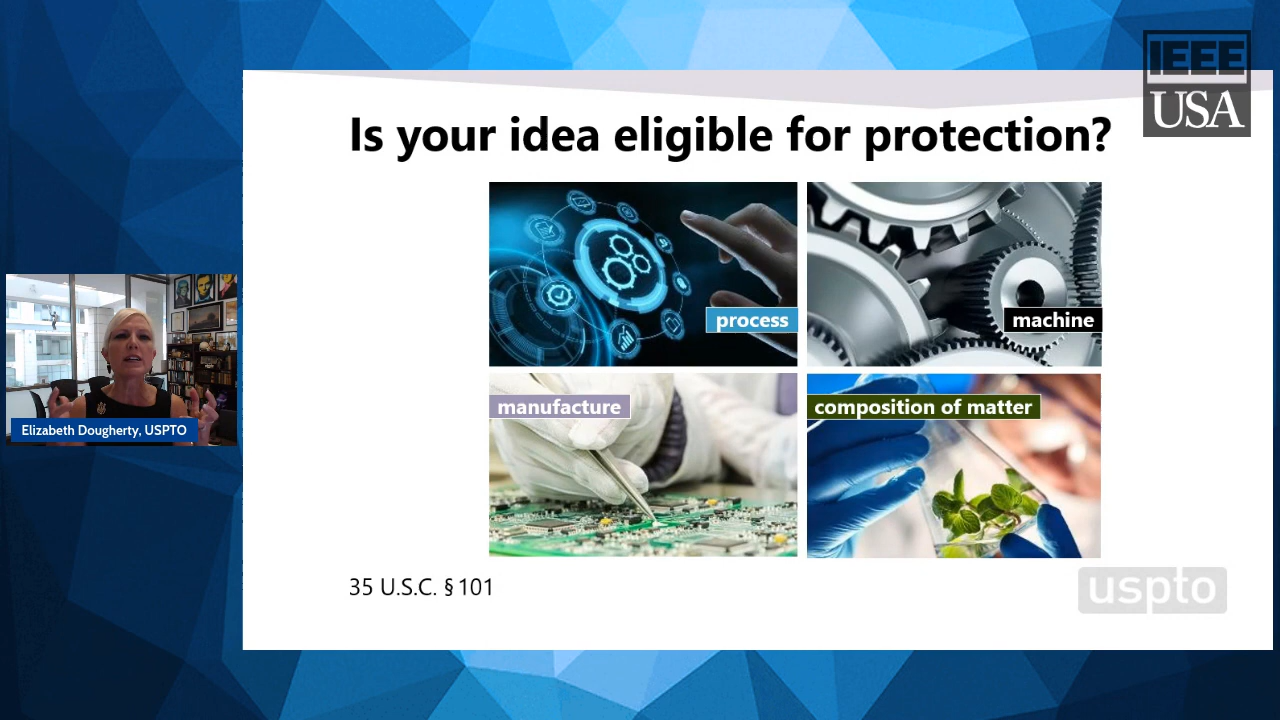 IEEE
USA
Is your idea eligible for protection?
process
machine
manufacture
composition of matter
Elizabeth Dougherty, USPTO
35 U.S.C. § 101
uspto